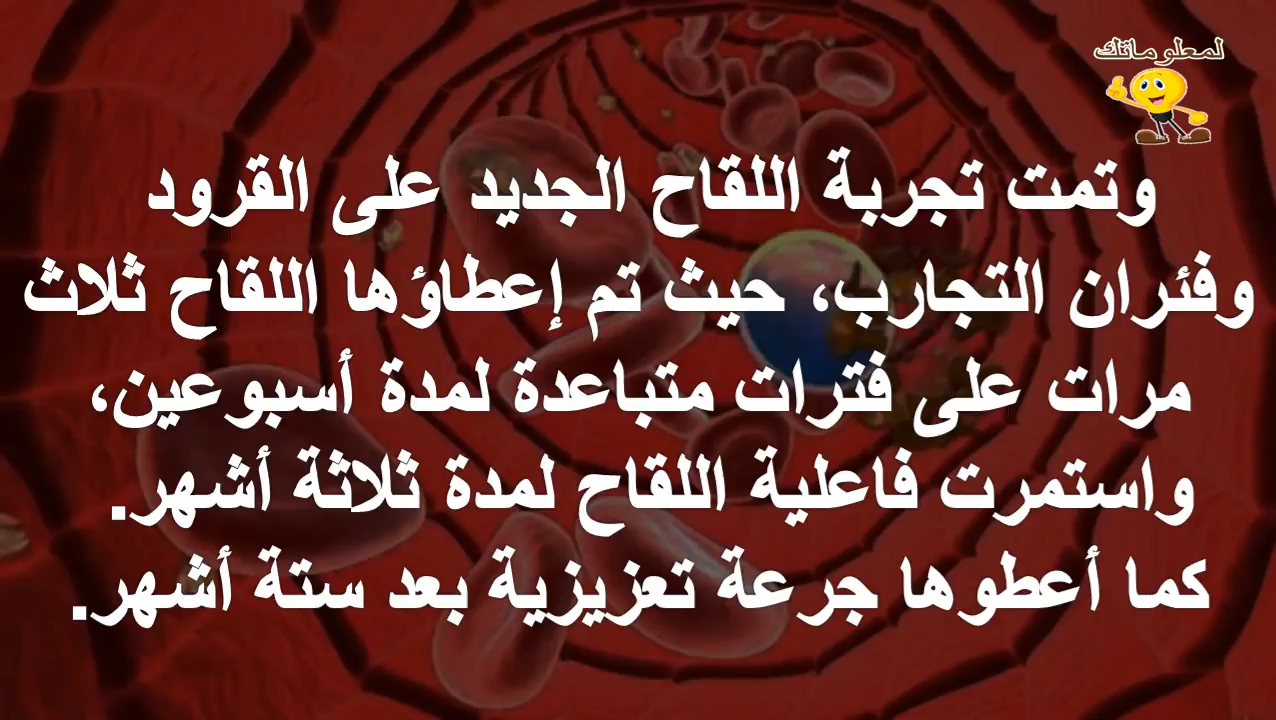 لمعلوماتك
وتمت تجربة اللقاح الجديد على القرود
وفئران التجارب، حيث تم إعطاؤها اللقاح ثلاث
مرات على فترات متباعدة لمدة أسبوعين،
واستمرت فاعلية اللقاح لمدة ثلاثة أشهر.
كما أعطوها جرعة تعزيزية بعد ستة أشهر.